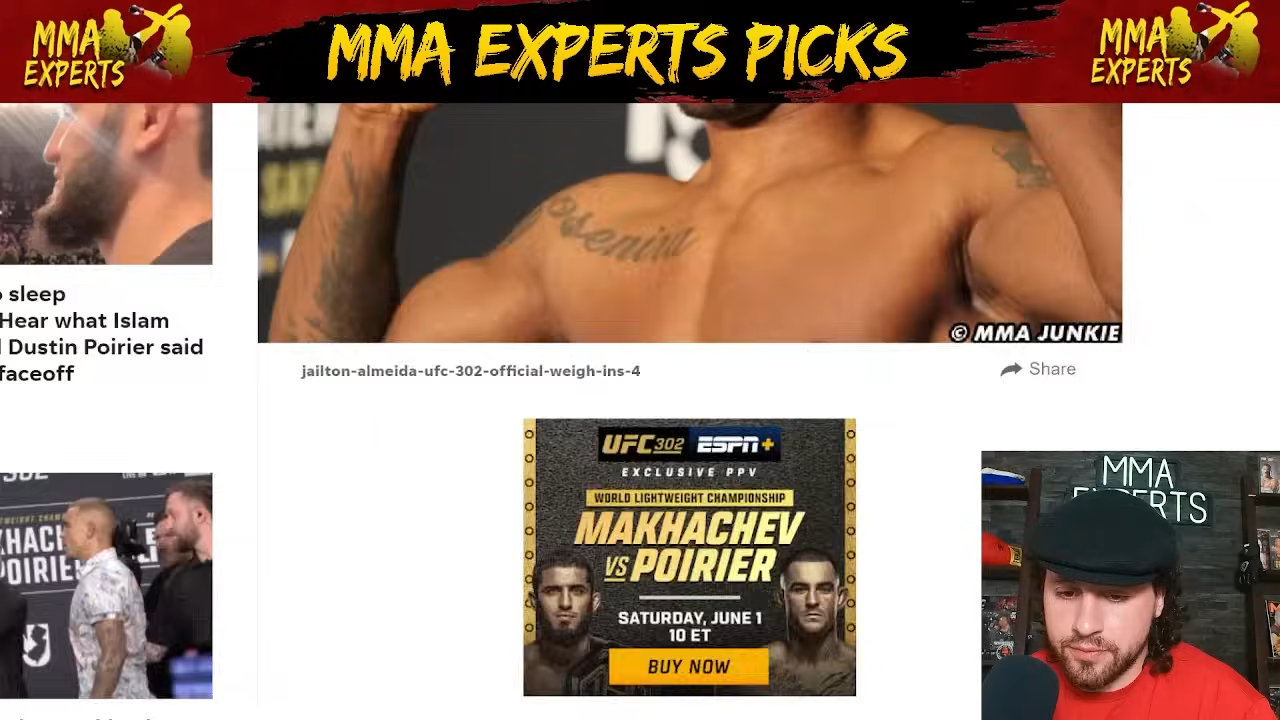 MMA
EXPERTS
MMA EXPERTS PICKS
MMA
EXPERTS
© MMA JUNKIE
sleep
Hear what Islam
Dustin Poirier said
faceoff
jailton-almeida-ufc-302-official-weigh-ins-4
Share
UFC 302 ESPN+
EXCLUSIVE PPV
WORLD LIGHTWEIGHT CHAMPIONSHIP
MAKHACHEV
VS POIRIER
SATURDAY, JUNE 1
10 ET
BUY NOW
MMA
EXPERTS